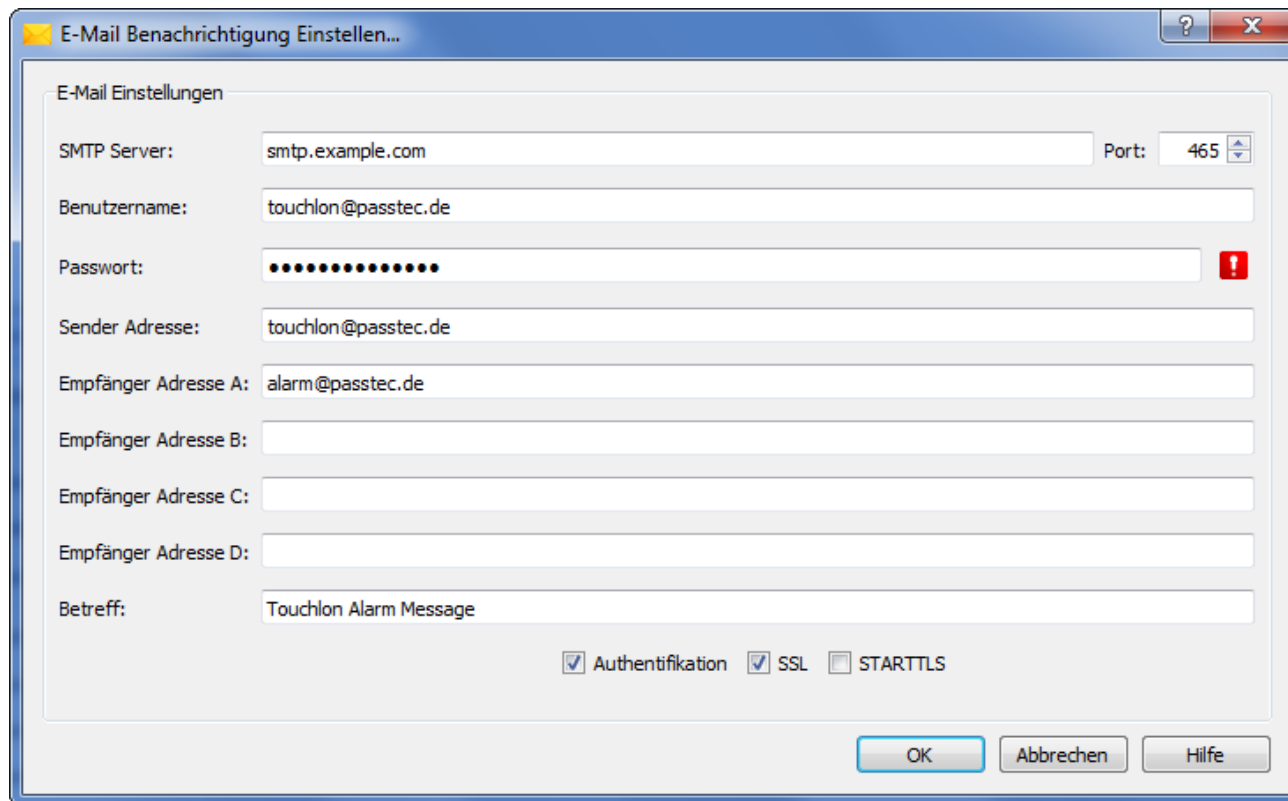 E-Mail Benachrichtigung Einstellen...
E-Mail Einstellungen
SMTP Server: smtp.example.com Port: 465
Benutzername: touchlon@passtec.de
Passwort: ••••••••••••••
Sender Adresse: touchlon@passtec.de
Empfänger Adresse A: alarm@passtec.de
Empfänger Adresse B:
Empfänger Adresse C:
Empfänger Adresse D:
Betreff: Touchlon Alarm Message
Authentifikation SSL STARTTLS
OK Abbrechen Hilfe